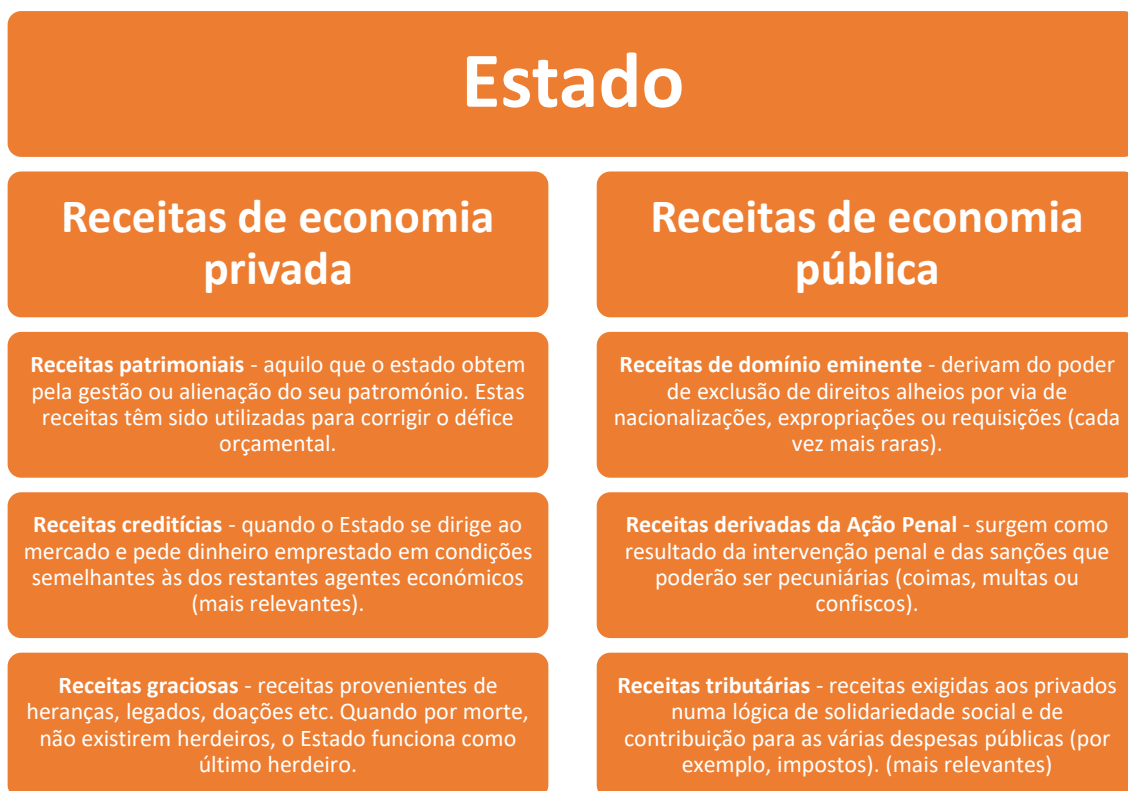 Estado
Receitas de economia
privada
Receitas patrimoniais - aquilo que o estado obtem
pela gestão ou alienação do seu patromónio. Estas
receitas têm sido utilizadas para corrigir o défice
orçamental.
Receitas creditícias - quando o Estado se dirige ao
mercado e pede dinheiro emprestado em condições
semelhantes às dos restantes agentes económicos
(mais relevantes).
Receitas graciosas - receitas provenientes de
heranças, legados, doações etc. Quando por morte,
não existirem herdeiros, o Estado funciona como
último herdeiro.
Receitas de economia
pública
Receitas de domínio eminente - derivam do poder
de exclusão de direitos alheios por via de
nacionalizações, expropriações ou requisições (cada
vez mais raras).
Receitas derivadas da Ação Penal - surgem como
resultado da intervenção penal e das sanções que
poderão ser pecuniárias (coimas, multas ou
confiscos).
Receitas tributárias - receitas exigidas aos privados
numa lógica de solidariedade social e de
contribuição para as várias despesas públicas (por
exemplo, impostos). (mais relevantes)